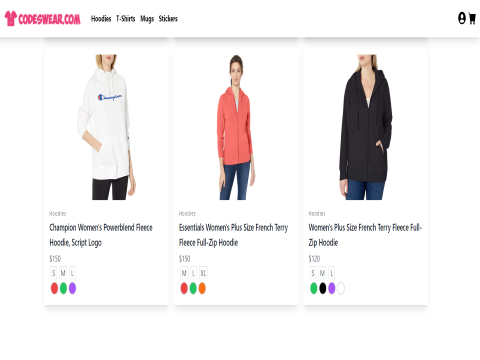 CODESWEAR.COM Hoodies T-Shirts Mugs Stickers
Champion
Hoodies
Champion Women's Powerblend Fleece
Hoodie, Script Logo
$150
S M L
Hoodies
Essentials Women's Plus Size French Terry
Fleece Full-Zip Hoodie
$150
M L XL
Hoodies
Women's Plus Size French Terry Fleece Full-
Zip Hoodie
$120
S M L